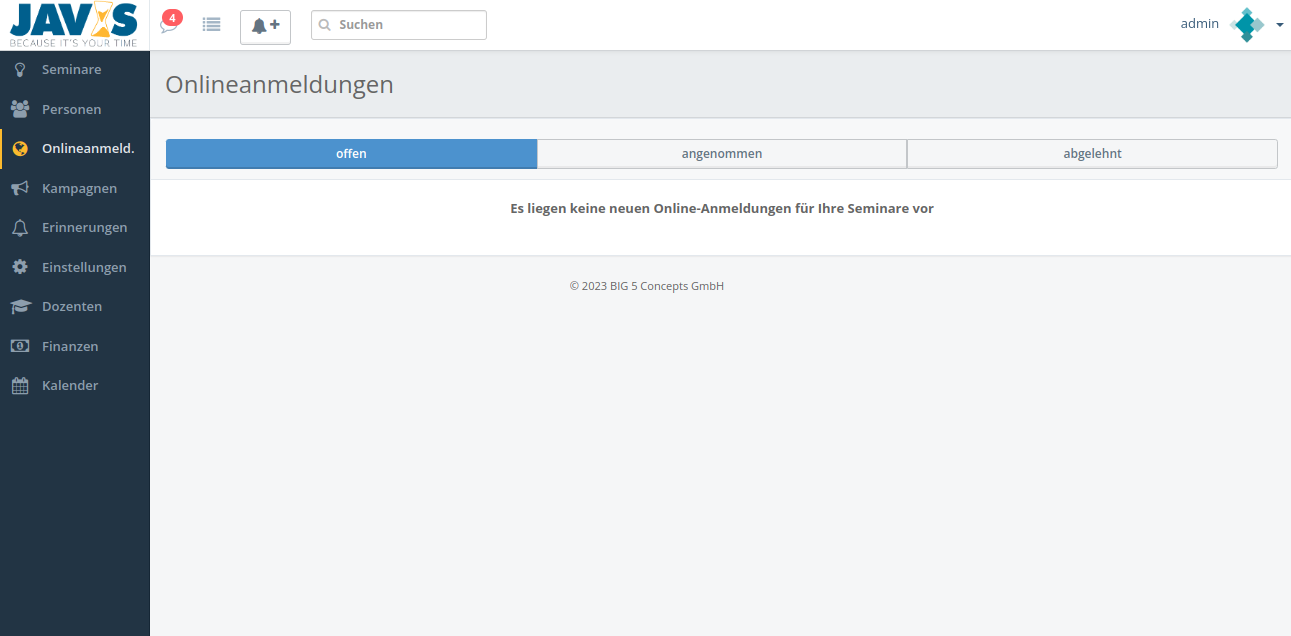 JAVIS
BECAUSE IT'S YOUR TIME
4
+
Suchen
admin
Seminare
Personen
Onlineanmeld.
Kampagnen
Erinnerungen
Einstellungen
Dozenten
Finanzen
Kalender
Onlineanmeldungen
offen
angenommen
abgelehnt
Es liegen keine neuen Online-Anmeldungen für Ihre Seminare vor
© 2023 BIG 5 Concepts GmbH